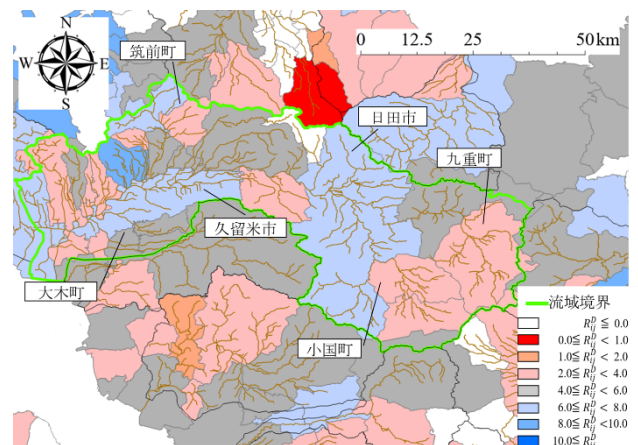 N
W E
S
0 12.5 25 50 km
筑前町
日田市
九重町
久留米市
大木町
小国町
流域境界
R_ij^D ≦ 0.0
0.0≦ R_ij^D < 1.0
1.0≦ R_ij^D < 2.0
2.0≦ R_ij^D < 4.0
4.0≦ R_ij^D < 6.0
6.0≦ R_ij^D < 8.0
8.0≦ R_ij^D <10.0
10.0≦ R_ij^D